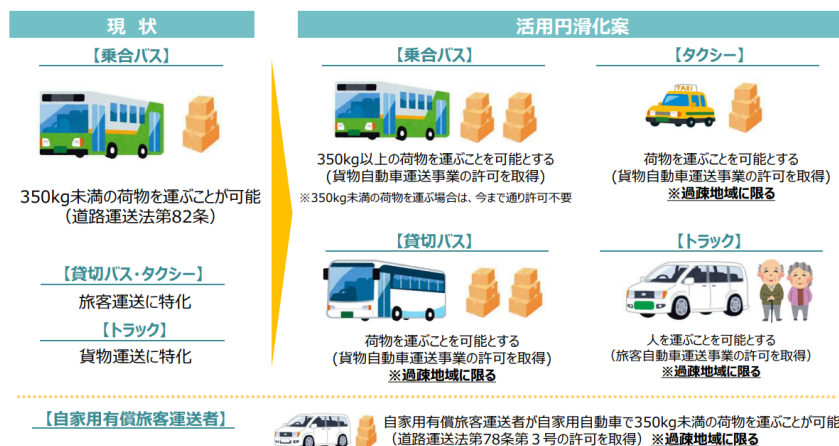 現 状
【乗合バス】
350kg未満の荷物を運ぶことが可能
（道路運送法第82条）
【貸切バス・タクシー】
旅客運送に特化
【トラック】
貨物運送に特化
活用円滑化案
【乗合バス】
350kg以上の荷物を運ぶことを可能とする
(貨物自動車運送事業の許可を取得)
※350kg未満の荷物を運ぶ場合は、今まで通り許可不要
【タクシー】
TAXI
荷物を運ぶことを可能とする
(貨物自動車運送事業の許可を取得)
※過疎地域に限る
【貸切バス】
荷物を運ぶことを可能とする
(貨物自動車運送事業の許可を取得)
※過疎地域に限る
【トラック】
人を運ぶことを可能とする
(旅客自動車運送事業の許可を取得)
※過疎地域に限る
【自家用有償旅客運送者】
自家用有償旅客運送者が自家用自動車で350kg未満の荷物を運ぶことが可能
（道路運送法第78条第３号の許可を取得）※過疎地域に限る